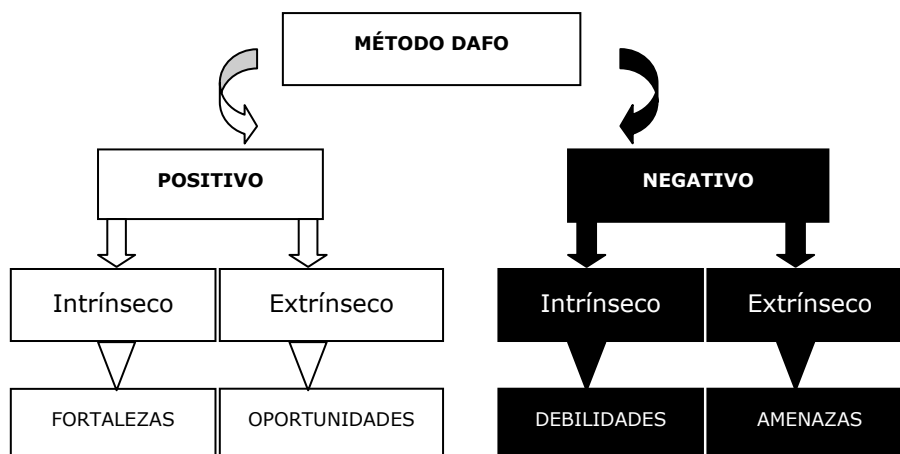 MÉTODO DAFO
POSITIVO
NEGATIVO
Intrínseco
Extrínseco
Intrínseco
Extrínseco
FORTALEZAS
OPORTUNIDADES
DEBILIDADES
AMENAZAS